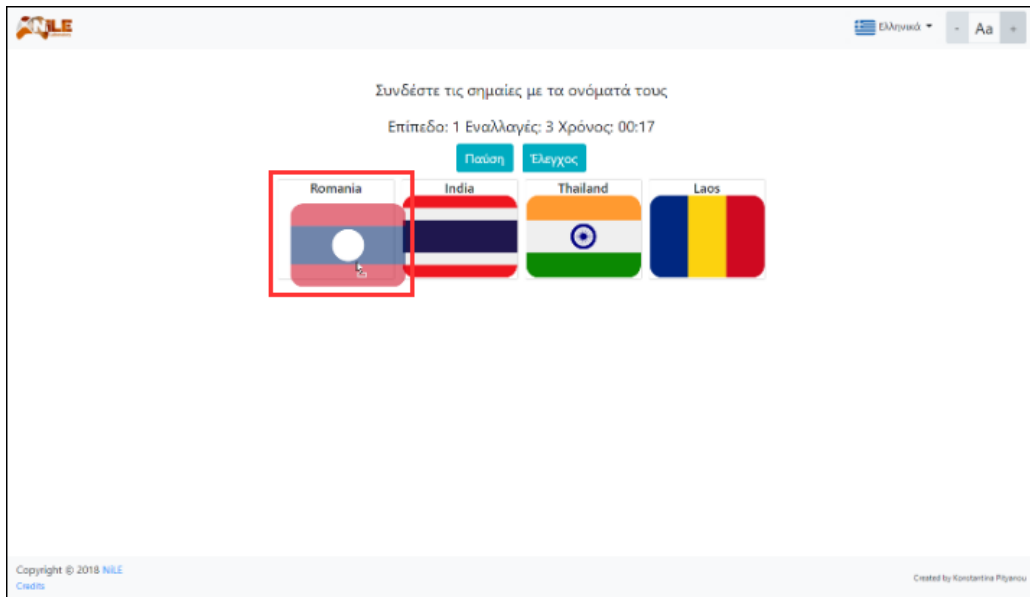 NiLE
Ελληνικά
- Aa +
Συνδέστε τις σημαίες με τα ονόματά τους
Επίπεδο: 1 Εναλλαγές: 3 Χρόνος: 00:17
Παύση Έλεγχος
Romania India Thailand Laos
Copyright © 2018 NiLE
Credits
Created by Konstantina Pityanou